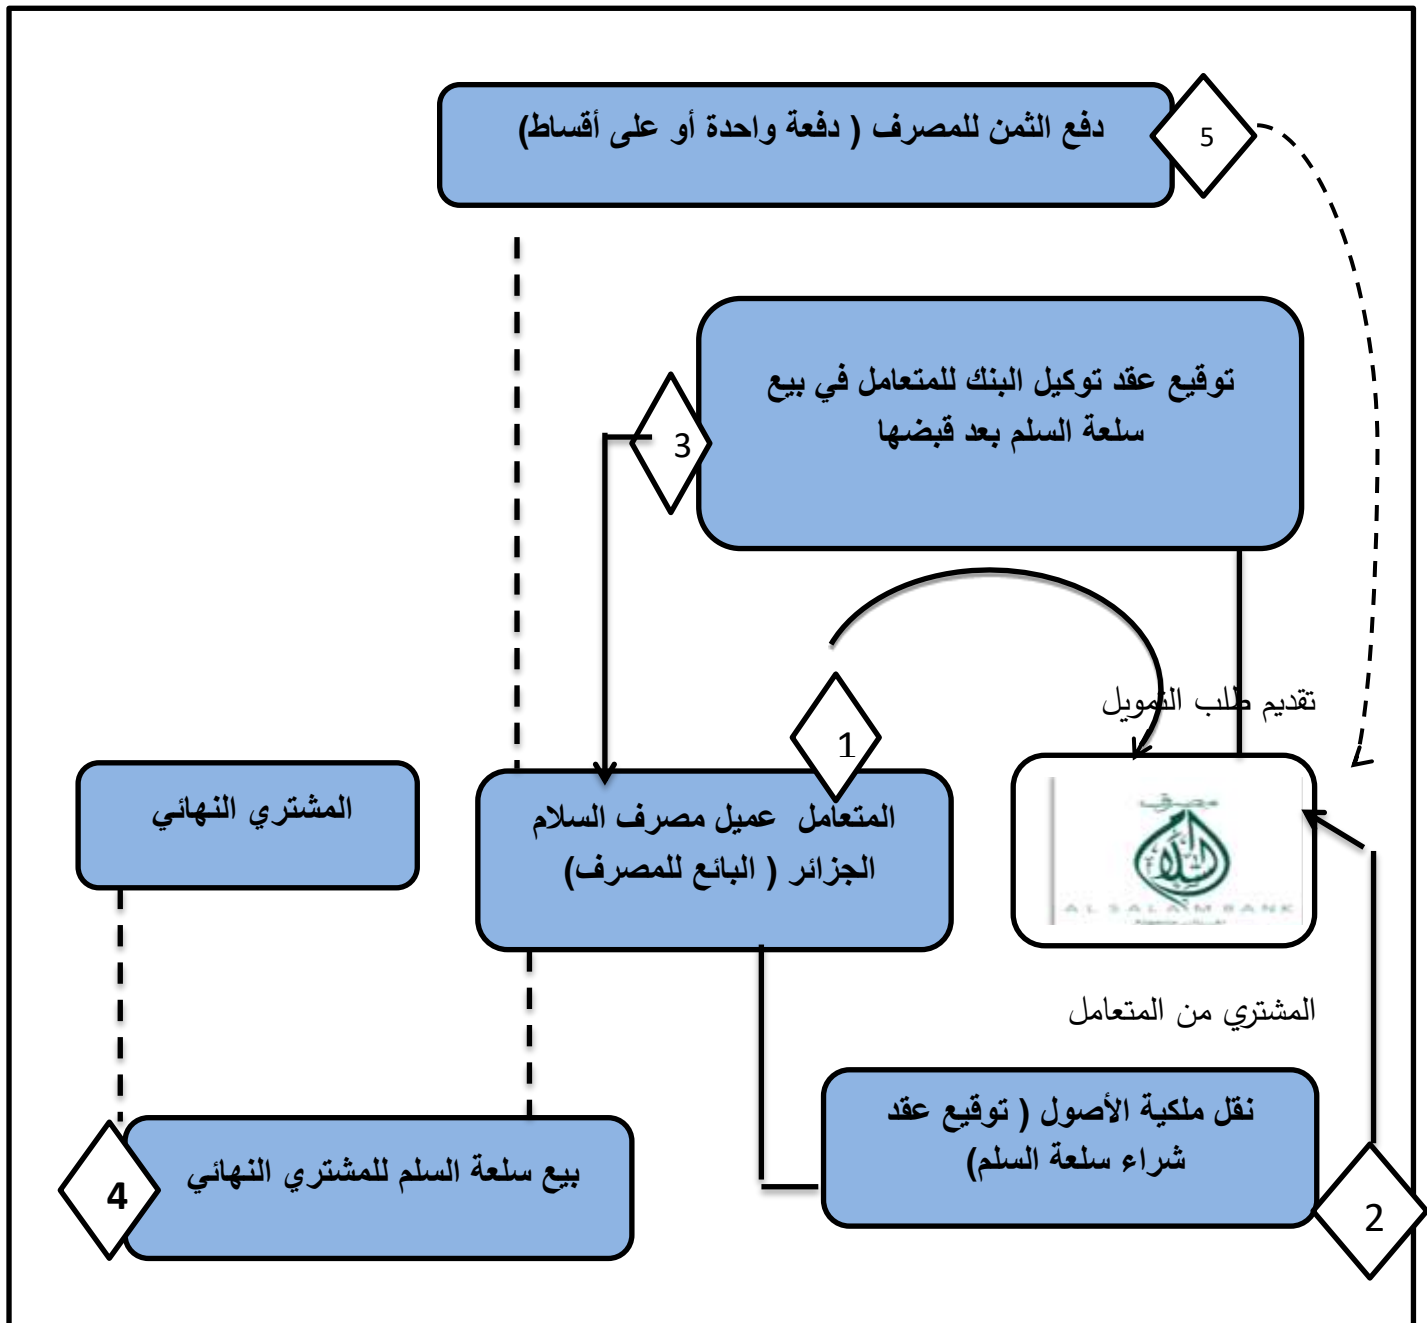 دفع الثمن للمصرف ( دفعة واحدة أو على أقساط)
5
توقيع عقد توكيل البنك للمتعامل في بيع
سلعة السلم بعد قبضها
3
تقديم طلب التمويل
1
المتعامل عميل مصرف السلام
الجزائر ( البائع للمصرف)
المشتري النهائي
مصرف
السلام
AL SALAM BANK
المشتري من المتعامل
نقل ملكية الأصول ( توقيع عقد
شراء سلعة السلم)
2
بيع سلعة السلم للمشتري النهائي
4